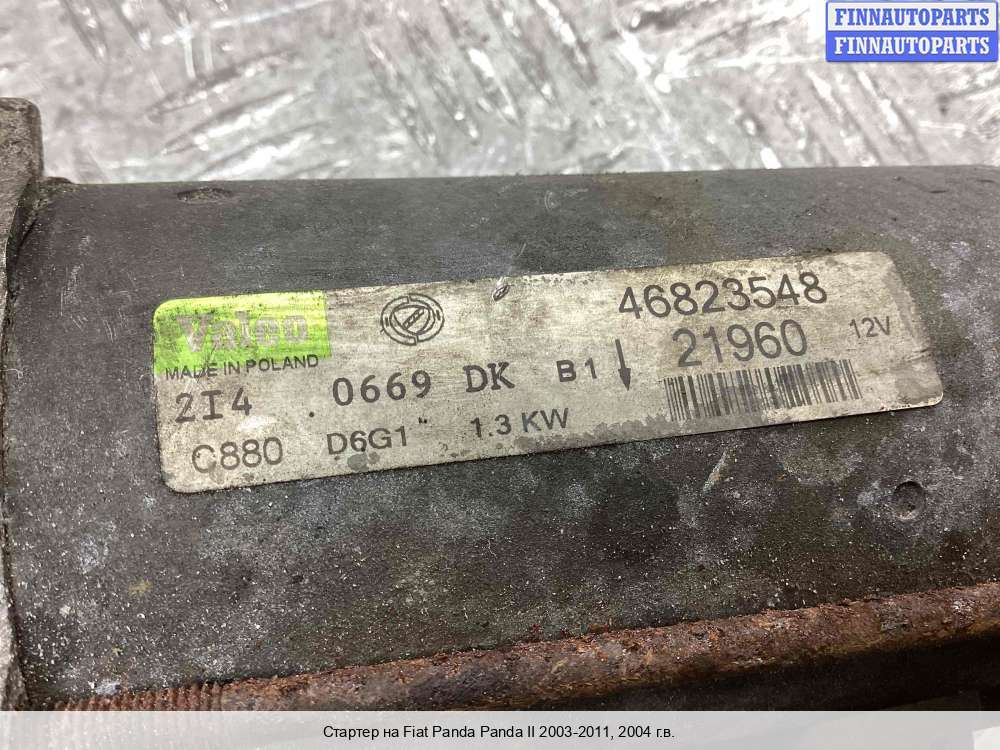 FINNAUTOPARTS
FINNAUTOPARTS
Valeo
MADE IN POLAND
46823548
21960 12V
2I4 . 0669 DK B1
C880 D6G1 1.3 KW
Стартер на Fiat Panda Panda II 2003-2011, 2004 г.в.